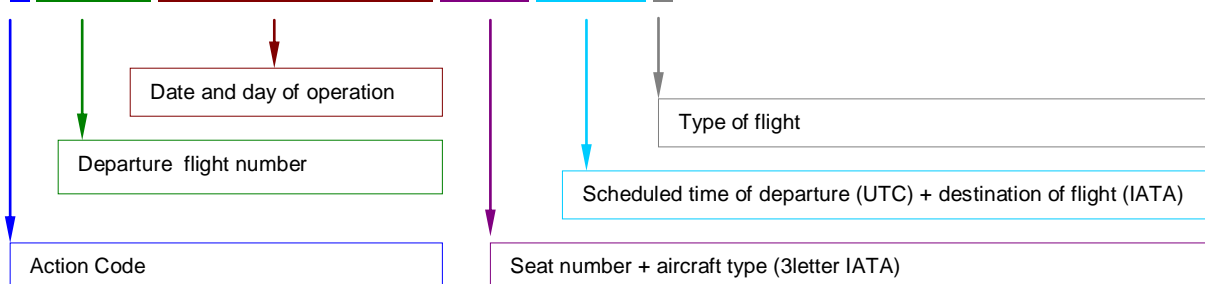 Date and day of operation
Type of flight
Departure  flight number
Scheduled time of departure (UTC) + destination of flight (IATA)
Action Code
Seat number + aircraft type (3letter IATA)